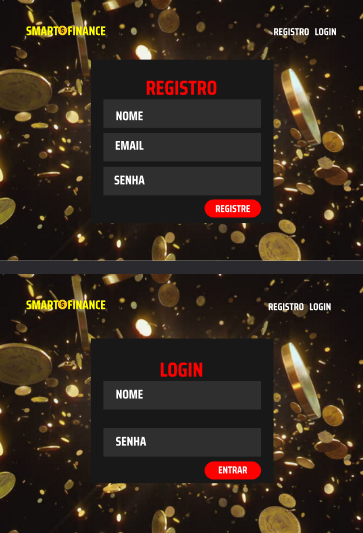 SMART FINANCE
REGISTRO LOGIN
REGISTRO
NOME
EMAIL
SENHA
REGISTRE
SMART FINANCE
REGISTRO LOGIN
LOGIN
NOME
SENHA
ENTRAR